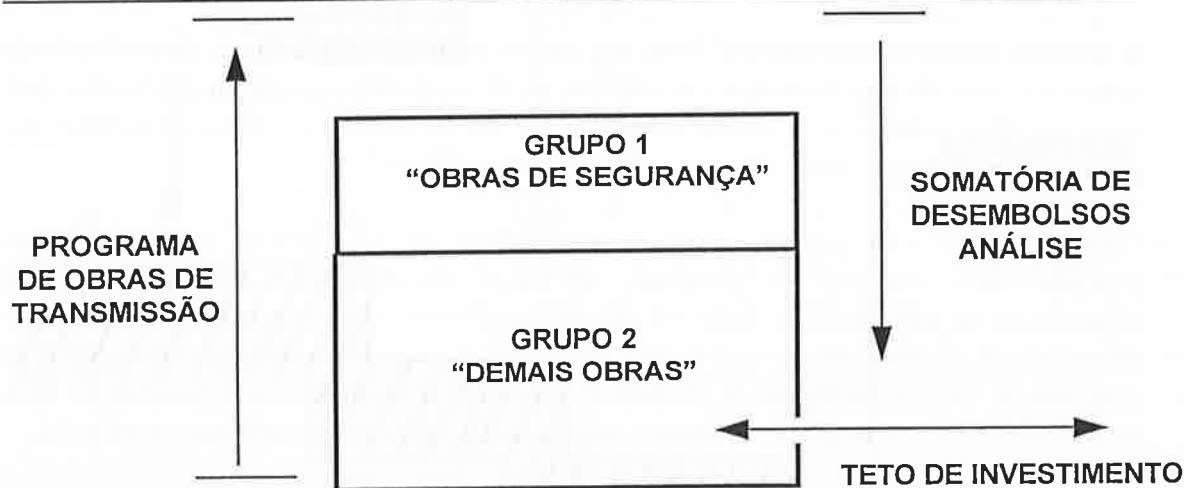 GRUPO 1
“OBRAS DE SEGURANÇA”
SOMATÓRIA DE
DESEMBOLSOS
ANÁLISE
PROGRAMA
DE OBRAS DE
TRANSMISSÃO
GRUPO 2
“DEMAIS OBRAS”
TETO DE INVESTIMENTO